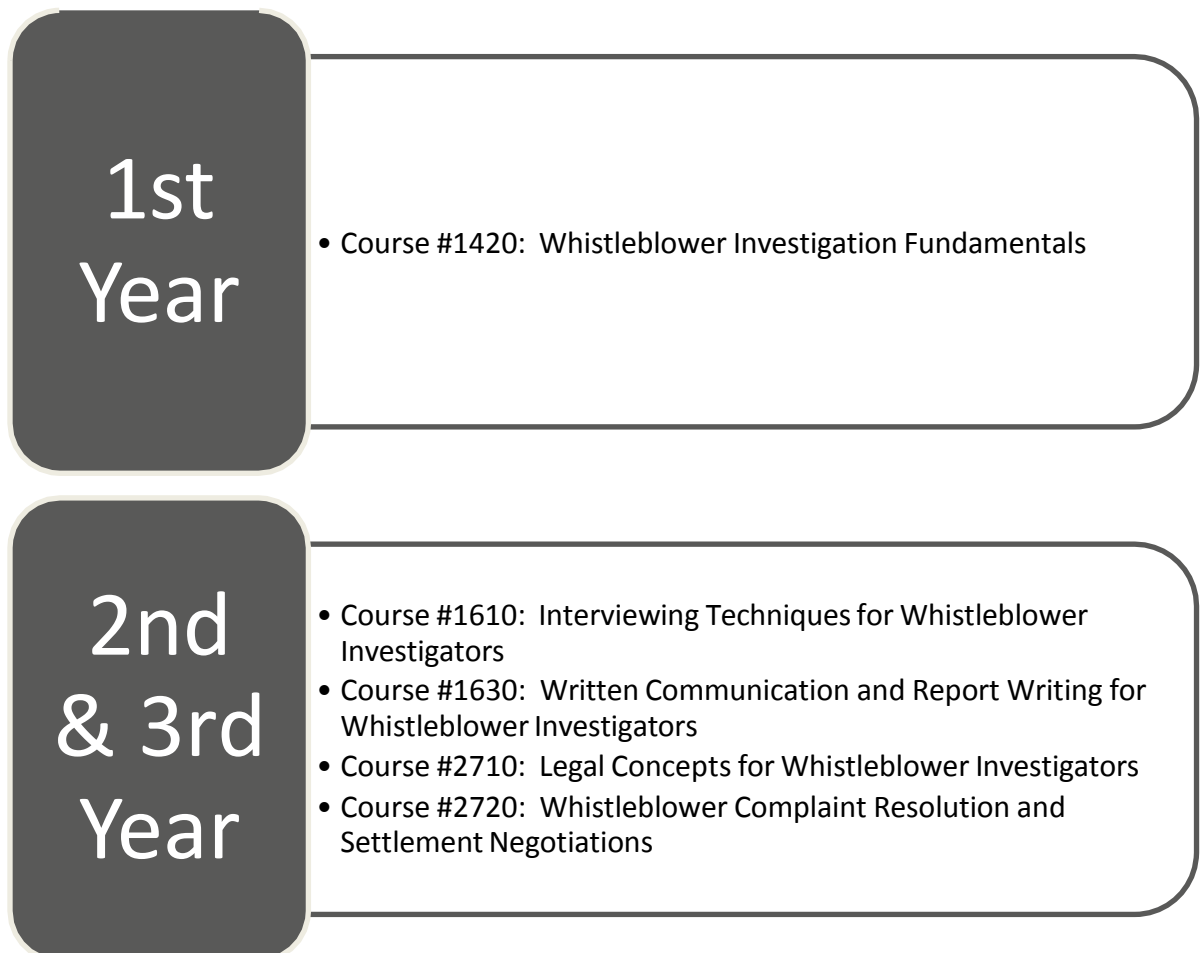 1st
Year
• Course #1420: Whistleblower Investigation Fundamentals
2nd
& 3rd
Year
• Course #1610: Interviewing Techniques for Whistleblower
Investigators
• Course #1630: Written Communication and Report Writing for
Whistleblower Investigators
• Course #2710: Legal Concepts for Whistleblower Investigators
• Course #2720: Whistleblower Complaint Resolution and
Settlement Negotiations